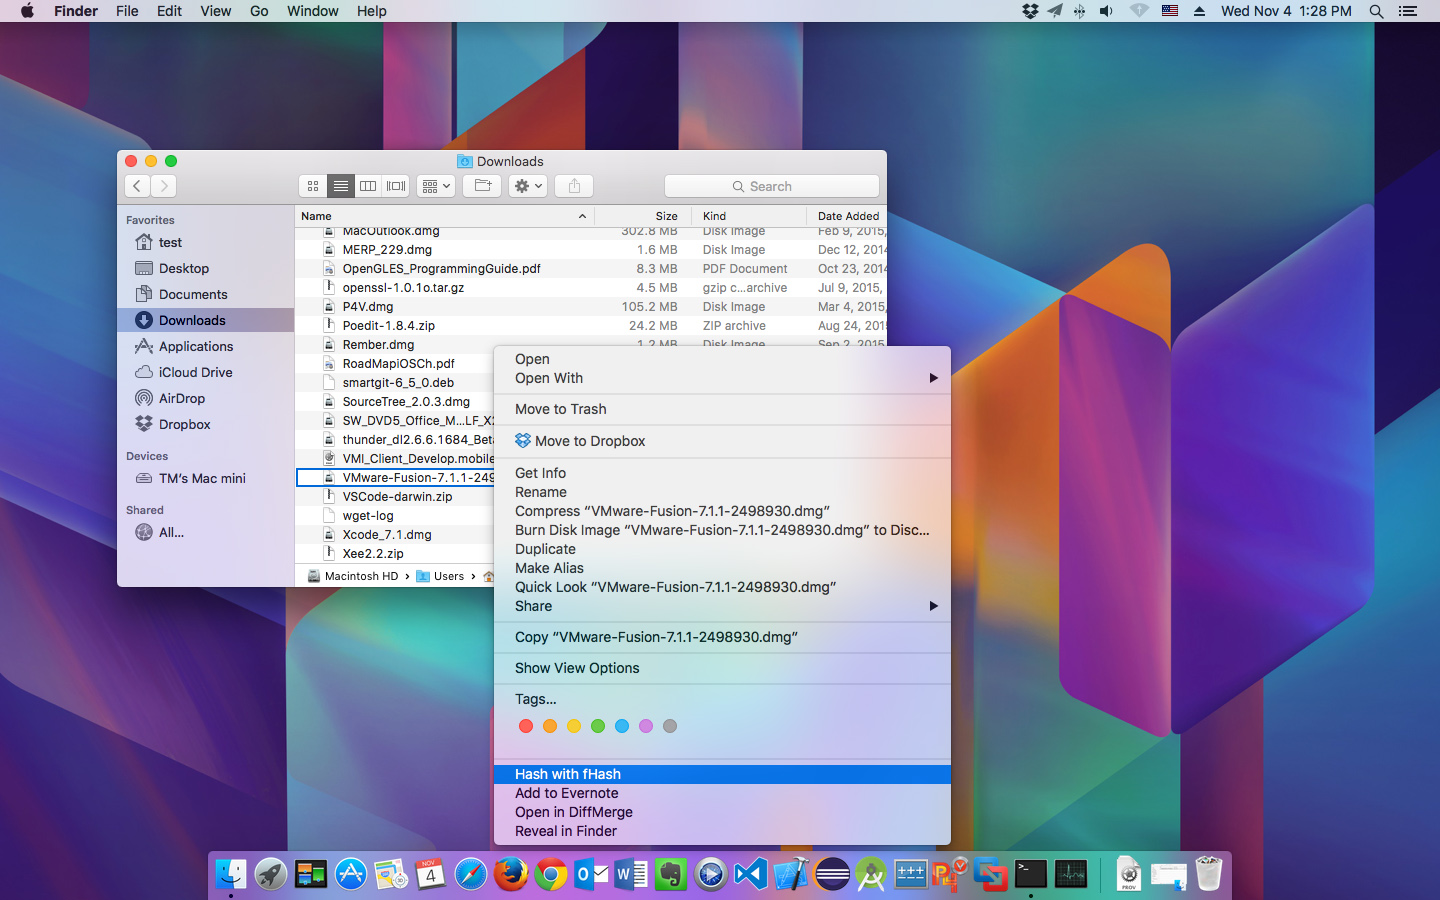 Finder File Edit View Go Window Help
Wed Nov 4 1:28 PM
Downloads
Search
Favorites
test
Desktop
Documents
Downloads
Applications
iCloud Drive
AirDrop
Dropbox
Devices
TM's Mac mini
Shared
All...
Name Size Kind Date Added
MacOutlook.dmg 302.8 MB Disk Image Feb 9, 2015,
MERP_229.dmg 1.6 MB Disk Image Dec 12, 2014
OpenGLES_ProgrammingGuide.pdf 8.3 MB PDF Document Oct 23, 2014
openssl-1.0.1o.tar.gz 4.5 MB gzip c...archive Jul 9, 2015,
P4V.dmg 105.2 MB Disk Image Mar 4, 2015,
Poedit-1.8.4.zip 24.2 MB ZIP archive Aug 24, 2015
Rember.dmg 1.2 MB Disk Image Sep 2, 2015
RoadMapiOSCh.pdf
smartgit-6_5_0.deb
SourceTree_2.0.3.dmg
SW_DVD5_Office_M...LF_X2
thunder_dl2.6.6.1684_Beta
VMI_Client_Develop.mobile
VMware-Fusion-7.1.1-249
VSCode-darwin.zip
wget-log
Xcode_7.1.dmg
Xee2.2.zip
Macintosh HD › Users ›
Open
Open With
Move to Trash
Move to Dropbox
Get Info
Rename
Compress “VMware-Fusion-7.1.1-2498930.dmg”
Burn Disk Image “VMware-Fusion-7.1.1-2498930.dmg” to Disc...
Duplicate
Make Alias
Quick Look “VMware-Fusion-7.1.1-2498930.dmg”
Share
Copy “VMware-Fusion-7.1.1-2498930.dmg”
Show View Options
Tags...
Hash with fHash
Add to Evernote
Open in DiffMerge
Reveal in Finder
NOV
4
PROV